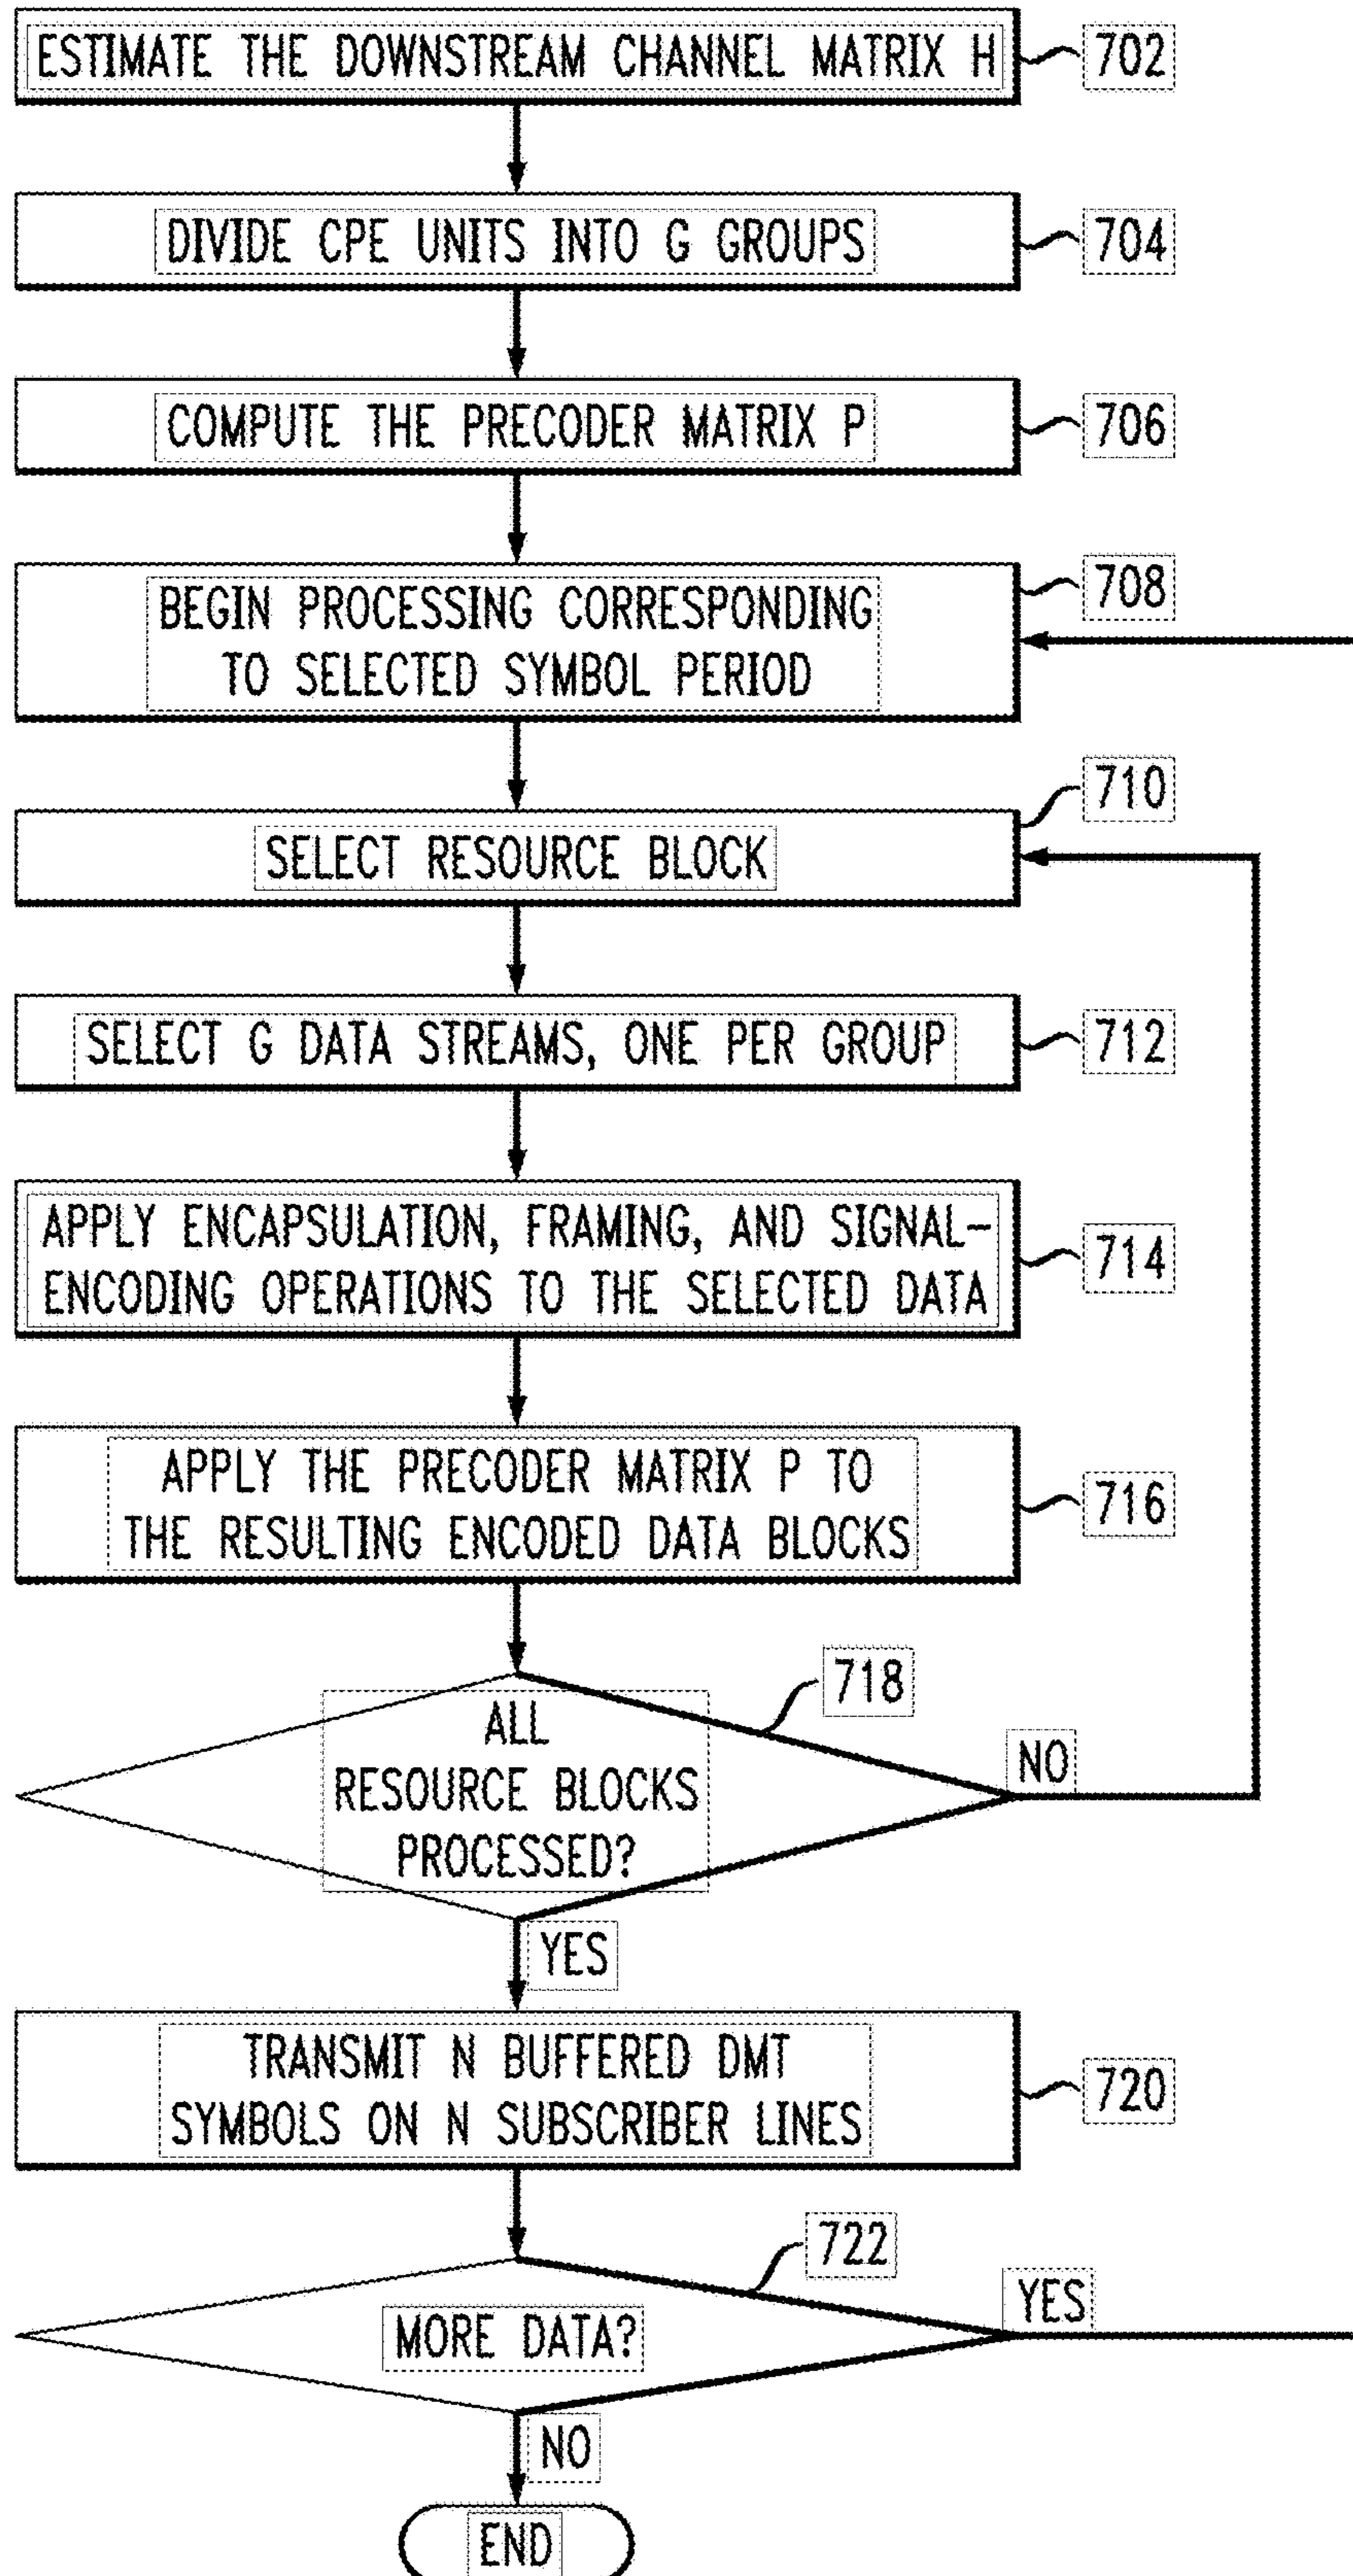 ESTIMATE THE DOWNSTREAM CHANNEL MATRIX H
702
DIVIDE CPE UNITS INTO G GROUPS
704
COMPUTE THE PRECODER MATRIX P
706
BEGIN PROCESSING CORRESPONDING
TO SELECTED SYMBOL PERIOD
708
SELECT RESOURCE BLOCK
710
SELECT G DATA STREAMS, ONE PER GROUP
712
APPLY ENCAPSULATION, FRAMING, AND SIGNAL-
ENCODING OPERATIONS TO THE SELECTED DATA
714
APPLY THE PRECODER MATRIX P TO
THE RESULTING ENCODED DATA BLOCKS
716
ALL
RESOURCE BLOCKS
PROCESSED?
718
NO
YES
TRANSMIT N BUFFERED DMT
SYMBOLS ON N SUBSCRIBER LINES
720
MORE DATA?
722
YES
NO
END